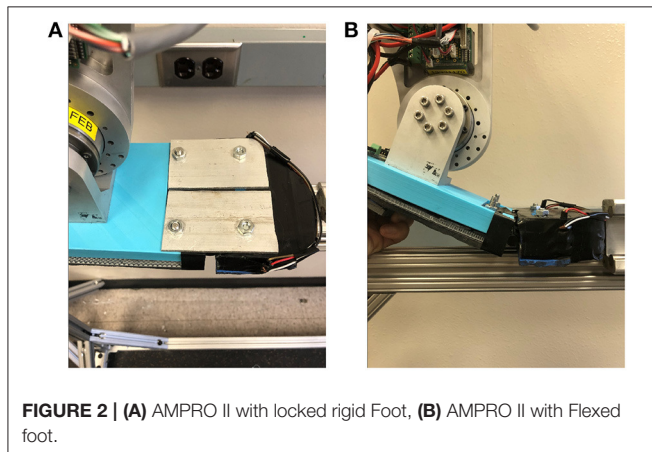 A
B
FEB
FIGURE 2 | (A) AMPRO II with locked rigid Foot, (B) AMPRO II with Flexed
foot.